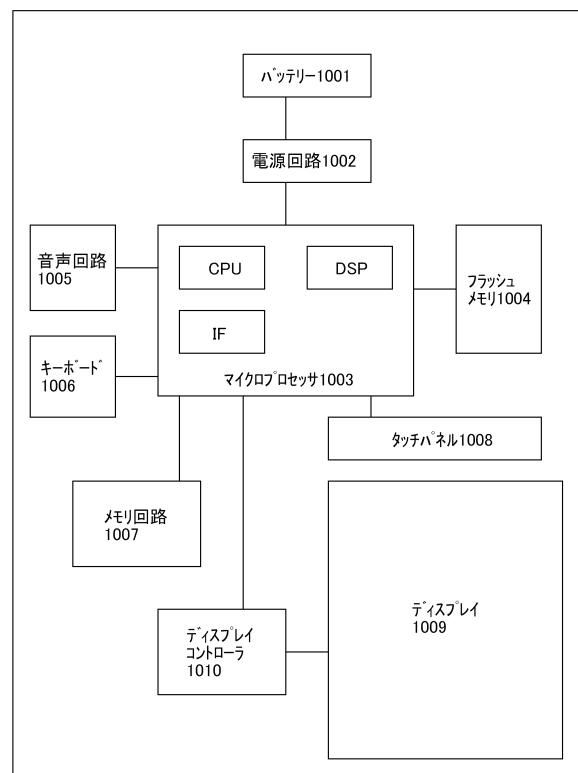 バッテリー1001
電源回路1002
音声回路
1005
CPU
DSP
フラッシュ
メモリ1004
IF
キーボード
1006
マイクロプロセッサ1003
タッチパネル1008
メモリ回路
1007
ディスプレイ
1009
ディスプレイ
コントローラ
1010